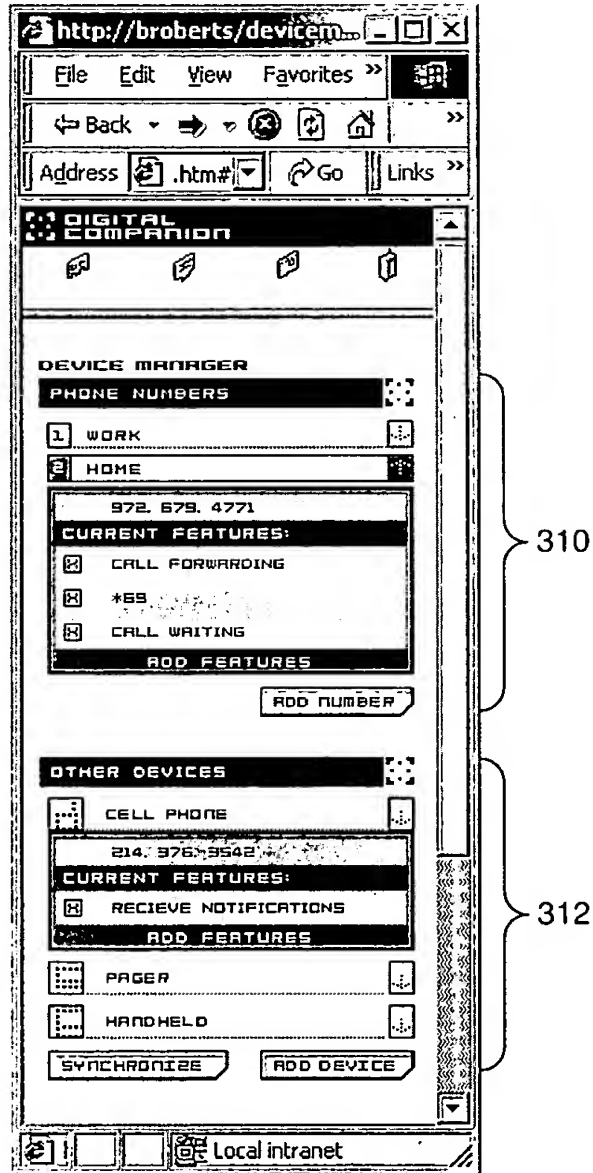 http://broberts/devicem...
File Edit View Favorites »
Back »
Address .htm# Go Links »
DIGITAL
COMPANION
DEVICE MANAGER
PHONE NUMBERS
1 WORK
2 HOME
972. 679. 4771
CURRENT FEATURES:
CALL FORWARDING
*69
CALL WAITING
ADD FEATURES
ADD NUMBER
310
OTHER DEVICES
CELL PHONE
214. 976. 9542
CURRENT FEATURES:
RECIEVE NOTIFICATIONS
ADD FEATURES
312
PAGER
HANDHELD
SYNCHRONIZE ADD DEVICE
Local intranet